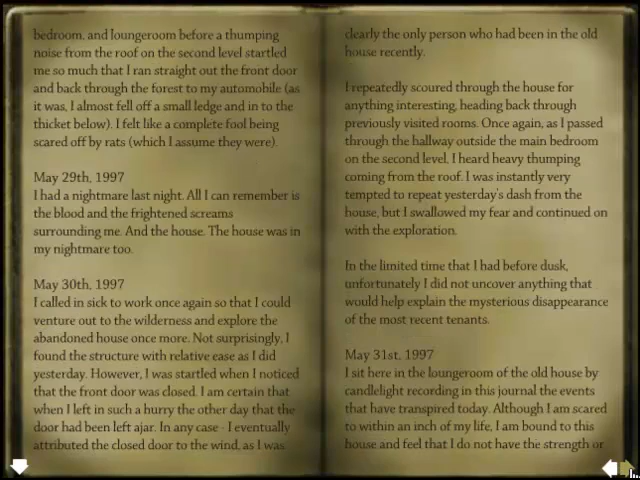 bedroom, and loungeroom before a thumping
noise from the roof on the second level startled
me so much that I ran straight out the front door
and back through the forest to my automobile (as
it was, I almost fell off a small ledge and in to the
thicket below). I felt like a complete fool being
scared off by rats (which I assume they were).
May 29th, 1997
I had a nightmare last night. All I can remember is
the blood and the frightened screams
surrounding me. And the house. The house was in
my nightmare too.
May 30th, 1997
I called in sick to work once again so that I could
venture out to the wilderness and explore the
abandoned house once more. Not surprisingly, I
found the structure with relative ease as I did
yesterday. However, I was startled when I noticed
that the front door was closed. I am certain that
when I left in such a hurry the other day that the
door had been left ajar. In any case - I eventually
attributed the closed door to the wind, as I was
clearly the only person who had been in the old
house recently.
I repeatedly scoured through the house for
anything interesting, heading back through
previously visited rooms. Once again, as I passed
through the hallway outside the main bedroom
on the second level, I heard heavy thumping
coming from the roof. I was instantly very
tempted to repeat yesterday's dash from the
house, but I swallowed my fear and continued on
with the exploration.
In the limited time that I had before dusk,
unfortunately I did not uncover anything that
would help explain the mysterious disappearance
of the most recent tenants.
May 31st, 1997
I sit here in the loungeroom of the old house by
candlelight recording in this journal the events
that have transpired today. Although I am scared
to within an inch of my life, I am bound to this
house and feel that I do not have the strength or